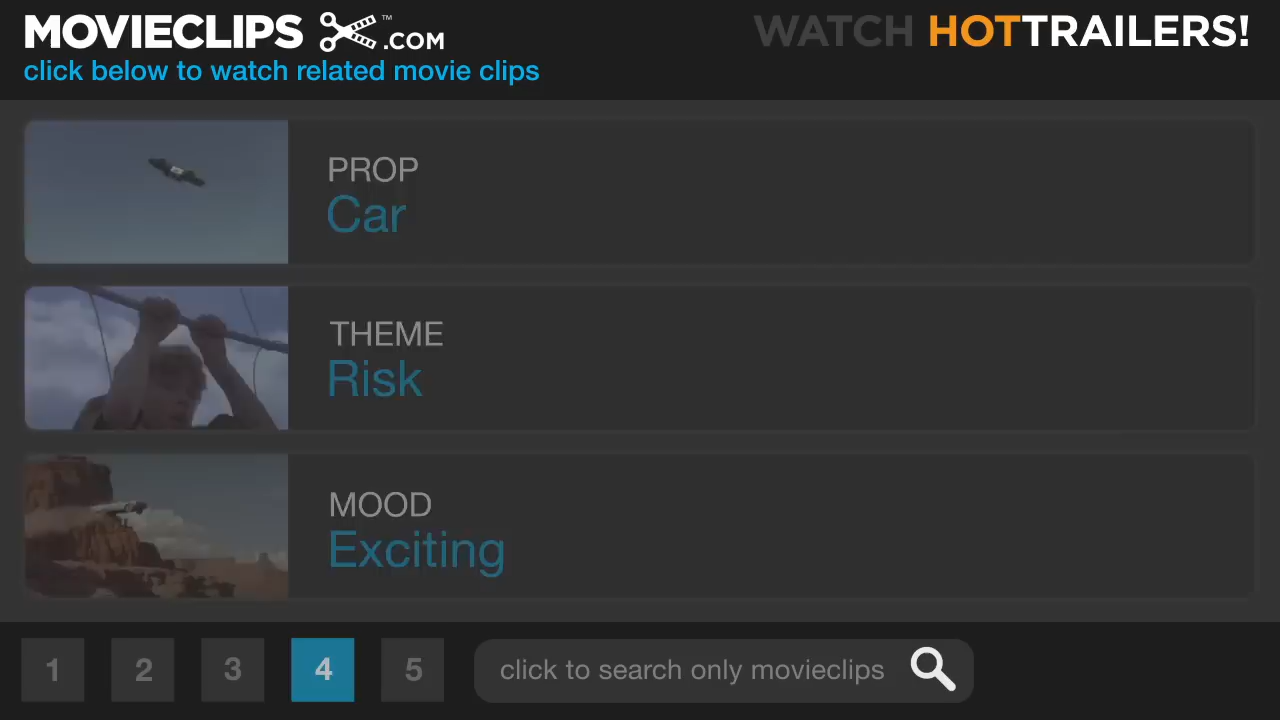 MOVIECLIPS ™ .COM
WATCH HOTTRAILERS!
click below to watch related movie clips
PROP
Car
THEME
Risk
MOOD
Exciting
1 2 3 4 5 click to search only movieclips